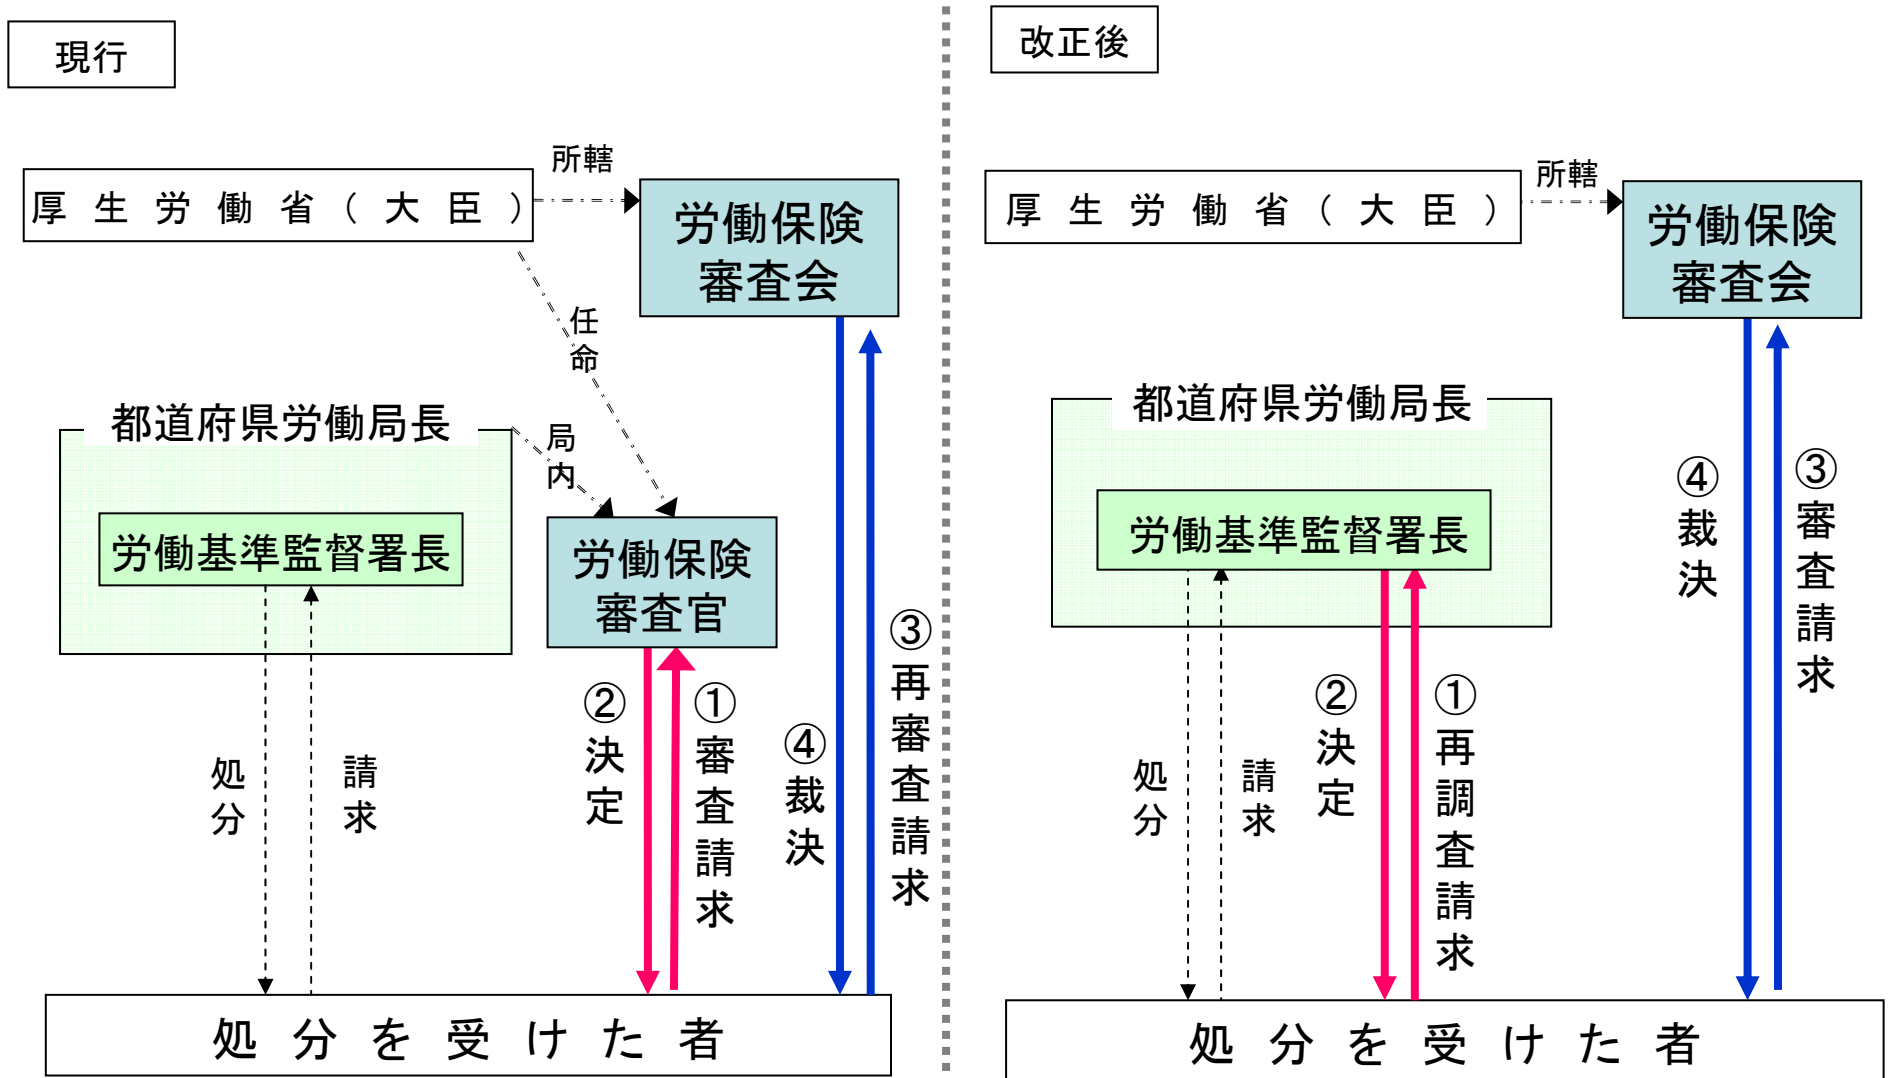 現行
厚生労働省(大臣)
所轄
労働保険
審査会
任命
都道府県労働局長
局内
労働基準監督署長
労働保険
審査官
処分
請求
②決定
①審査請求
④裁決
③再審査請求
処分を受けた者
改正後
厚生労働省(大臣)
所轄
労働保険
審査会
都道府県労働局長
労働基準監督署長
処分
請求
②決定
①再調査請求
④裁決
③審査請求
処分を受けた者